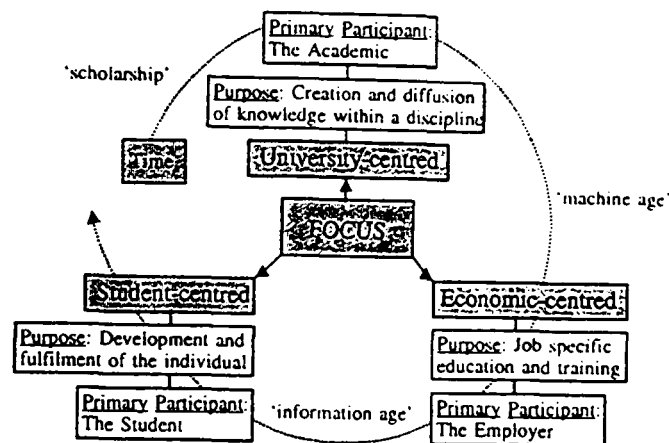 Primary Participant:
The Academic
'scholarship'
Purpose: Creation and diffusion
of knowledge within a discipline
Time
University-centred
'machine age'
FOCUS
Student-centred
Economic-centred
Purpose: Development and
fulfilment of the individual
Purpose: Job specific
education and training
Primary Participant:
The Student
'information age'
Primary Participant:
The Employer